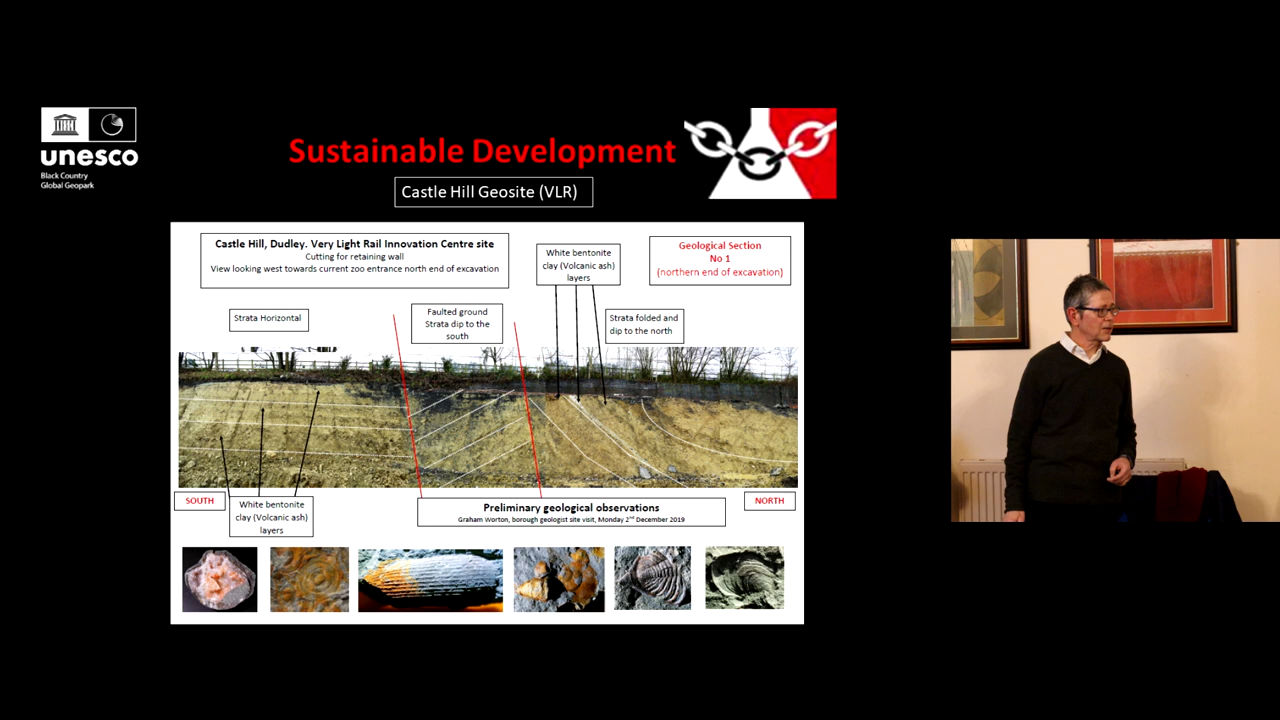 unesco
Black Country
Global Geopark
Sustainable Development
Castle Hill Geosite (VLR)
Castle Hill, Dudley. Very Light Rail Innovation Centre site
Cutting for retaining wall
View looking west towards current zoo entrance north end of excavation
White bentonite
clay (Volcanic ash)
layers
Geological Section
No 1
(northern end of excavation)
Strata Horizontal
Faulted ground
Strata dip to the
south
Strata folded and
dip to the north
SOUTH
White bentonite
clay (Volcanic ash)
layers
Preliminary geological observations
Graham Worton, borough geologist site visit, Monday 2nd December 2019
NORTH